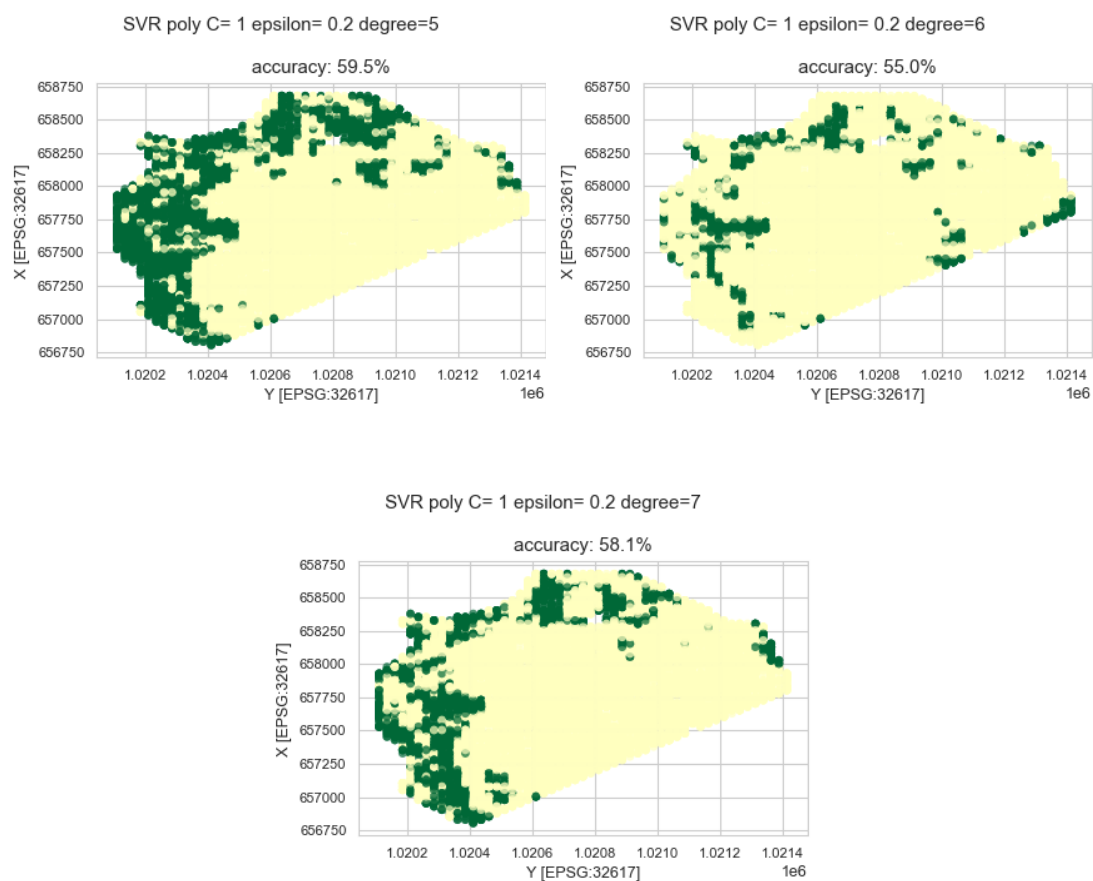 SVR poly C= 1 epsilon= 0.2 degree=5
accuracy: 59.5%
658750
658500
658250
658000
657750
657500
657250
657000
656750
X [EPSG:32617]
1.0202 1.0204 1.0206 1.0208 1.0210 1.0212 1.0214
1e6
Y [EPSG:32617]
SVR poly C= 1 epsilon= 0.2 degree=6
accuracy: 55.0%
658750
658500
658250
658000
657750
657500
657250
657000
656750
X [EPSG:32617]
1.0202 1.0204 1.0206 1.0208 1.0210 1.0212 1.0214
1e6
Y [EPSG:32617]
SVR poly C= 1 epsilon= 0.2 degree=7
accuracy: 58.1%
658750
658500
658250
658000
657750
657500
657250
657000
656750
X [EPSG:32617]
1.0202 1.0204 1.0206 1.0208 1.0210 1.0212 1.0214
1e6
Y [EPSG:32617]